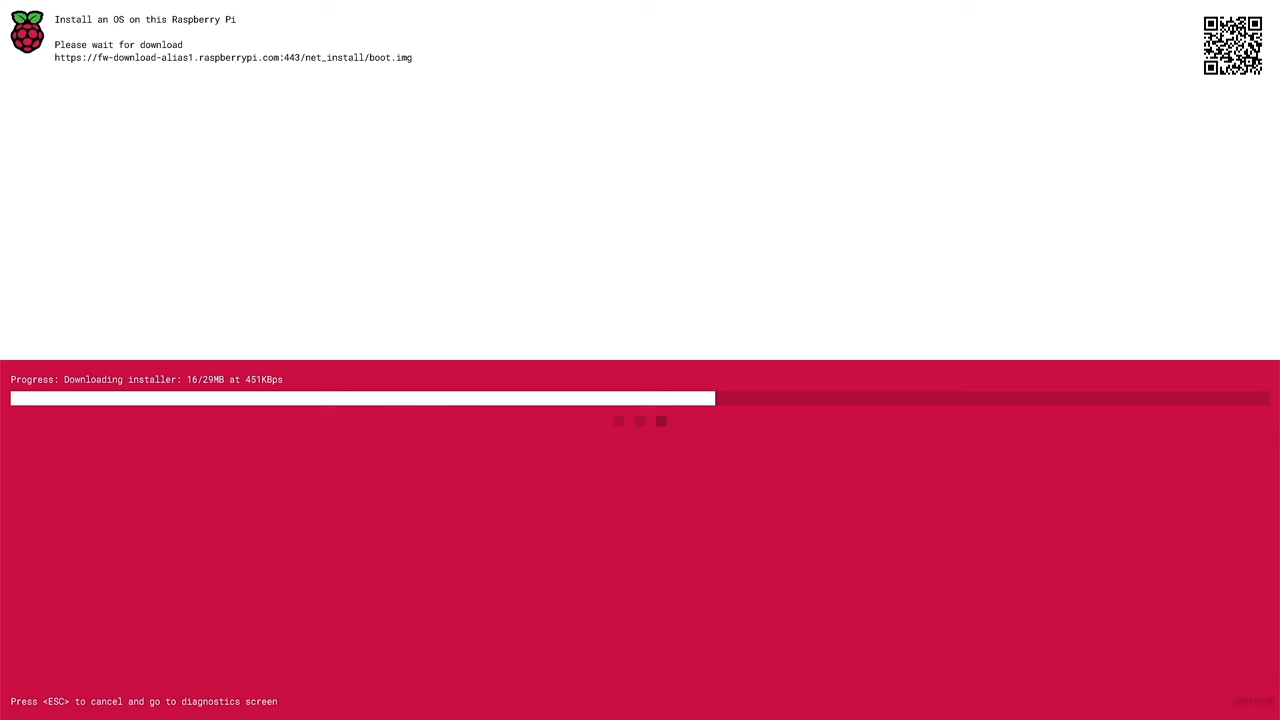 Install an OS on this Raspberry Pi
Please wait for download
https://fw-download-alias1.raspberrypi.com:443/net_install/boot.img
Progress: Downloading installer: 16/29MB at 451KBps
Press <ESC> to cancel and go to diagnostics screen